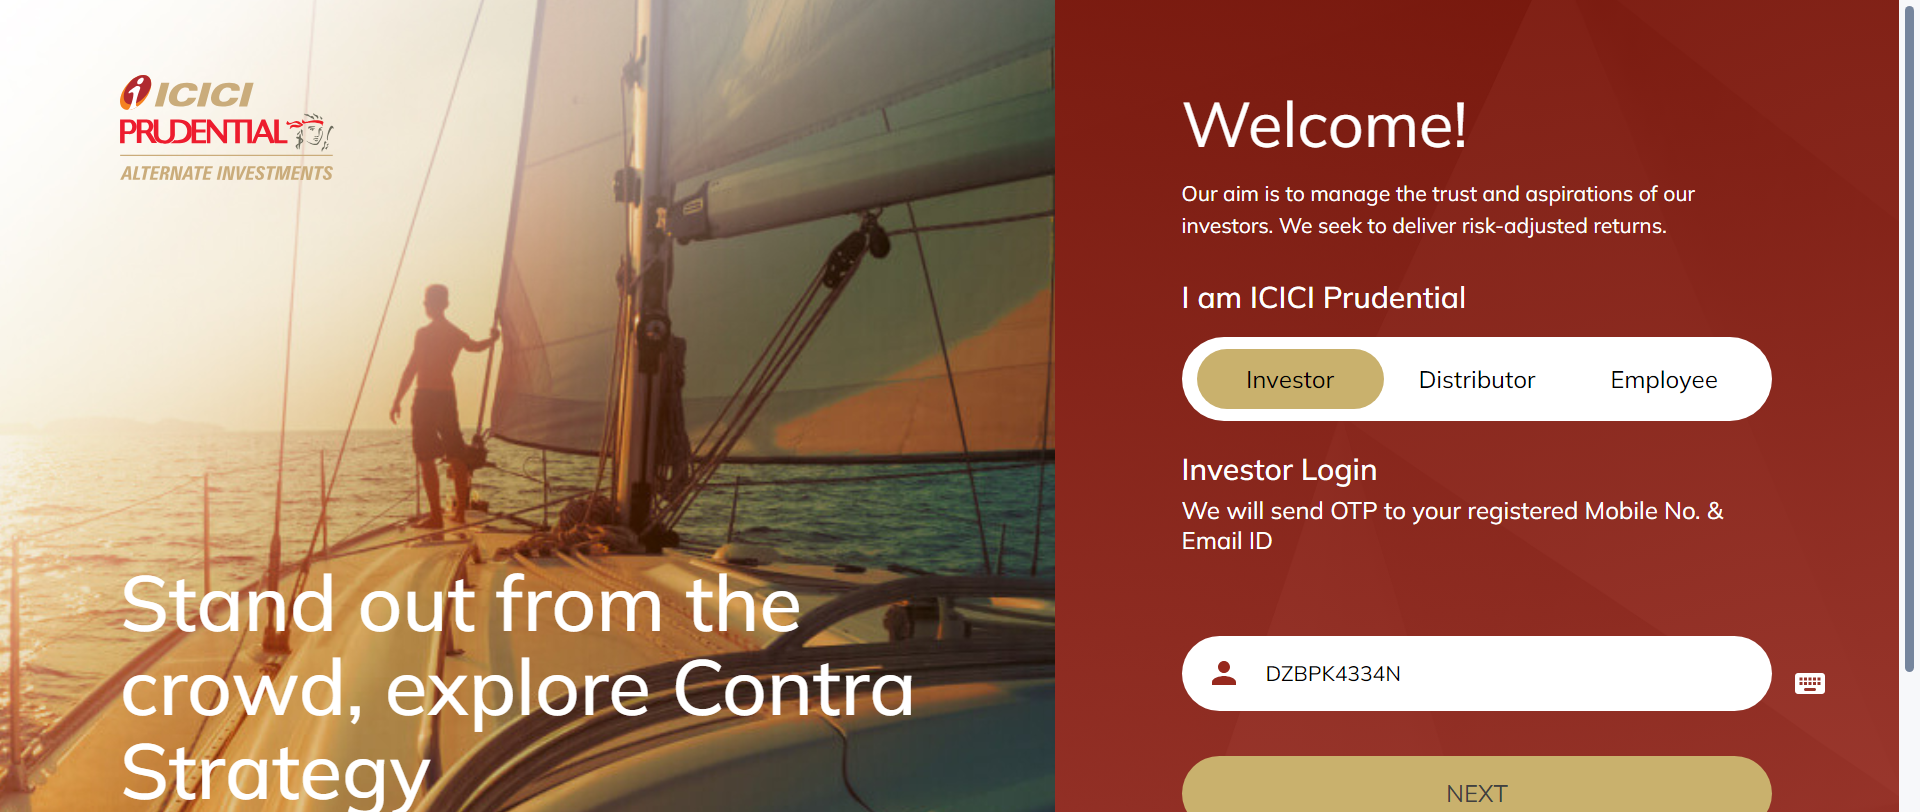 ICICI
PRUDENTIAL
ALTERNATE INVESTMENTS
Stand out from the
crowd, explore Contra
Strategy
Welcome!
Our aim is to manage the trust and aspirations of our
investors. We seek to deliver risk-adjusted returns.
I am ICICI Prudential
Investor Distributor Employee
Investor Login
We will send OTP to your registered Mobile No. &
Email ID
DZBPK4334N
NEXT